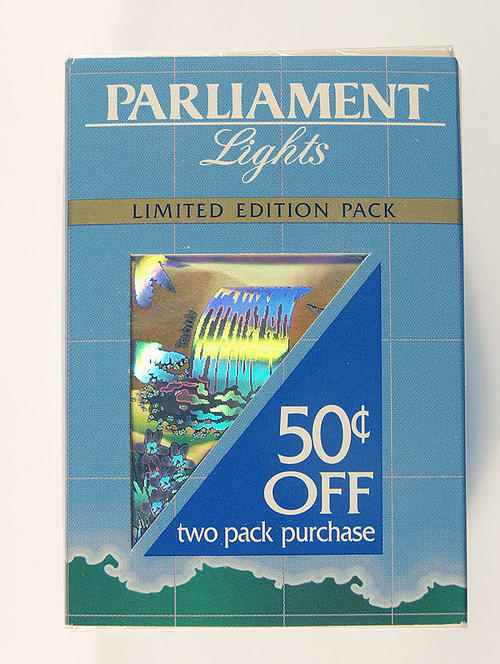 PARLIAMENT
Lights
LIMITED EDITION PACK
50¢
OFF
two pack purchase